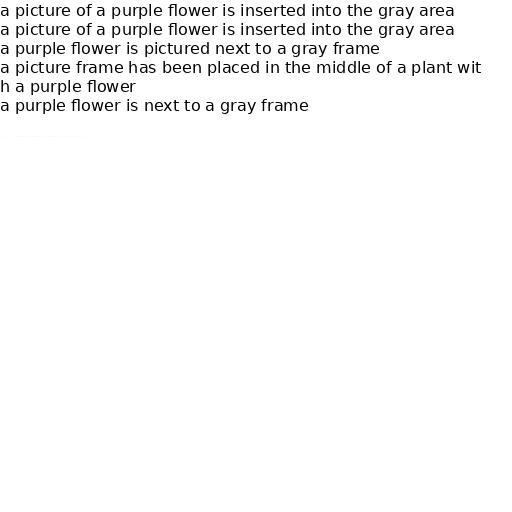 a picture of a purple flower is inserted into the gray area
a picture of a purple flower is inserted into the gray area
a purple flower is pictured next to a gray frame
a picture frame has been placed in the middle of a plant wit
h a purple flower
a purple flower is next to a gray frame